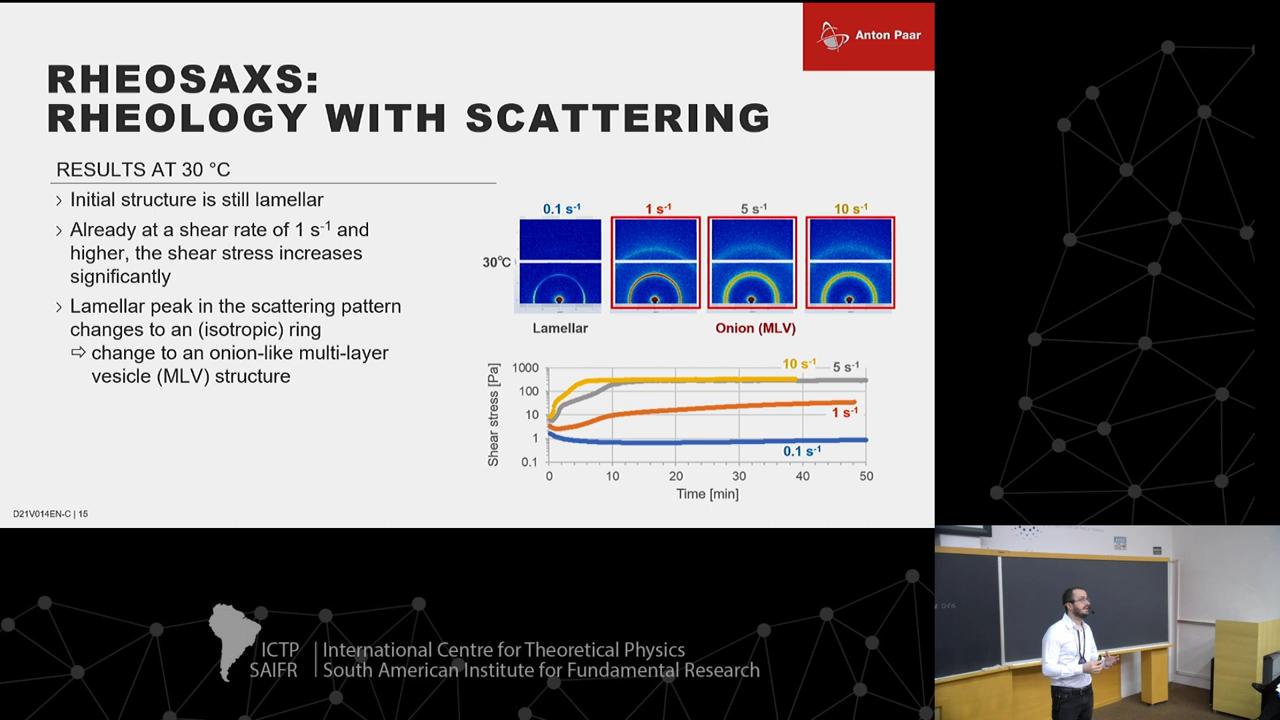 Anton Paar
RHEOSAXS:
RHEOLOGY WITH SCATTERING
RESULTS AT 30 °C
› Initial structure is still lamellar
› Already at a shear rate of 1 s-1 and
higher, the shear stress increases
significantly
› Lamellar peak in the scattering pattern
changes to an (isotropic) ring
⇨ change to an onion-like multi-layer
vesicle (MLV) structure
0.1 s-1 1 s-1 5 s-1 10 s-1
30°C
Lamellar Onion (MLV)
10 s-1 5 s-1
1 s-1
0.1 s-1
Shear stress [Pa]
1000
100
10
1
0.1
0 10 20 30 40 50
Time [min]
D21V014EN-C | 15
ICTP
SAIFR
International Centre for Theoretical Physics
South American Institute for Fundamental Research